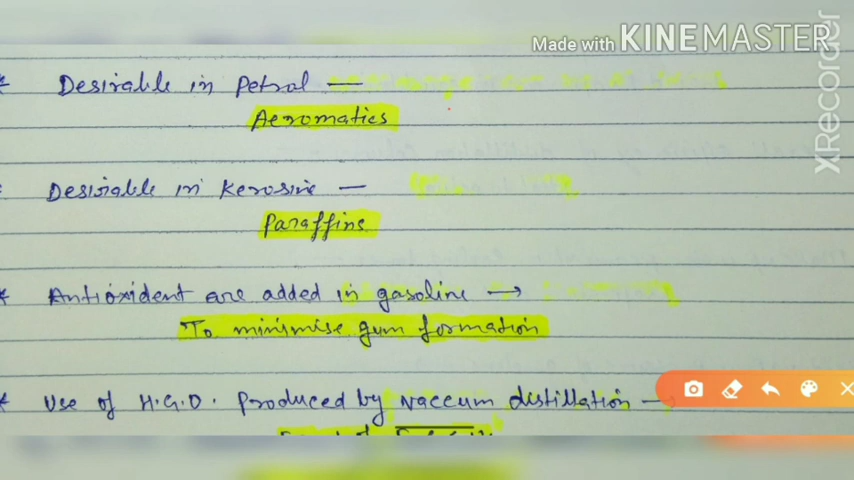 Made with KINEMASTER
XRecorder
Desirable in Petrol —
Aeromatics
Desirable in Kerosine —
Paraffins
* Antioxident are added in gasoline →
To minimise gum formation
* Use of H.G.O. Produced by vaccum distillation →